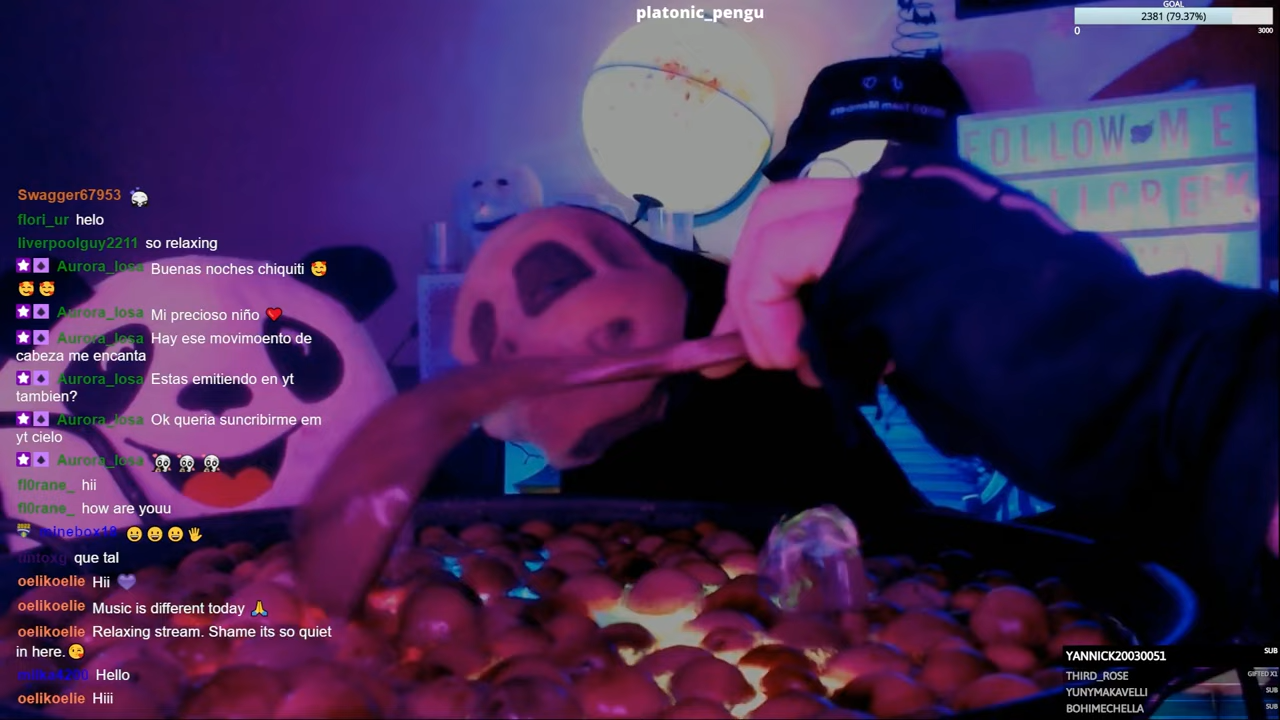 platonic_pengu
GOAL
2381 (79.37%)
0
3000
FOLLOW ME
Swagger67953
flori_ur helo
liverpoolguy2211 so relaxing
Aurora_losa Buenas noches chiquiti 🥰
🥰 🥰
Aurora_losa Mi precioso niño ❤️
Aurora_losa Hay ese movimoento de
cabeza me encanta
Aurora_losa Estas emitiendo en yt
tambien?
Aurora_losa Ok queria suncribirme em
yt cielo
Aurora_losa
fl0rane_ hii
fl0rane_ how are youu
😀 😀 😀 🖐
que tal
oelikoelie Hii 💜
oelikoelie Music is different today 🙏
oelikoelie Relaxing stream. Shame its so quiet
in here. 😘
Hello
oelikoelie Hiii
YANNICK20030051 SUB
THIRD_ROSE GIFTED X1
YUNYMAKAVELLI SUB
BOHIMECHELLA SUB